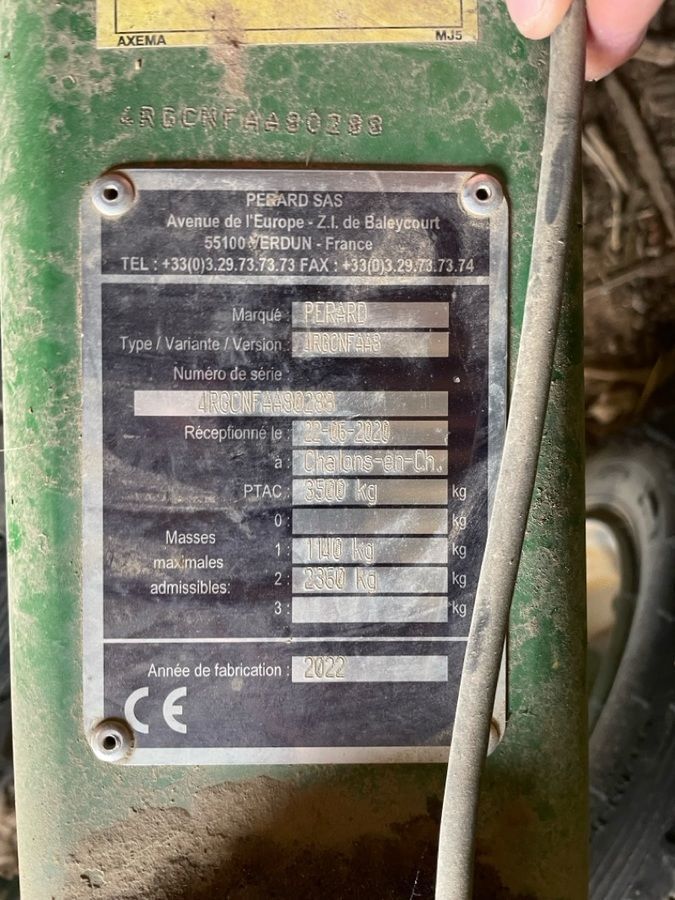 AXEMA MJ5
4RGCNFAA80288
PERARD SAS
Avenue de l'Europe - Z.I. de Baleycourt
55100 VERDUN - France
TEL : +33(0)3.29.73.73.73 FAX : +33(0)3.29.73.73.74
Marque : PERARD
Type / Variante / Version : 4RGCNFAA8
Numéro de série :
4RGCNFAA80288
Réceptionné le : 22-06-2020
à : Chalons-en-Ch.
PTAC : 3500 kg kg
0 : kg
Masses maximales admissibles:
1 : 1140 kg kg
2 : 2360 kg kg
3 : kg
Année de fabrication : 2022
CE